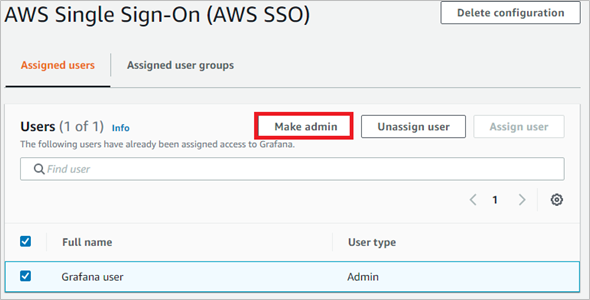 AWS Single Sign-On (AWS SSO)
Delete configuration
Assigned users
Assigned user groups
Users (1 of 1) Info
Make admin
Unassign user
Assign user
The following users have already been assigned access to Grafana.
Find user
1
Full name User type
Grafana user Admin